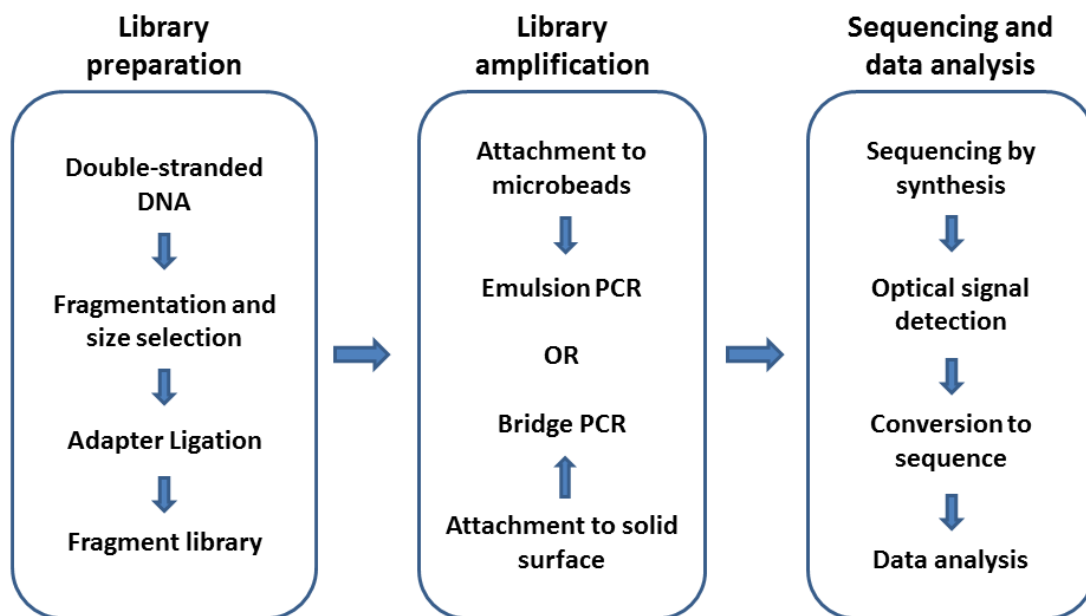 Library
preparation
Double-stranded
DNA
Fragmentation and
size selection
Adapter Ligation
Fragment library
Library
amplification
Attachment to
microbeads
Emulsion PCR
OR
Bridge PCR
Attachment to solid
surface
Sequencing and
data analysis
Sequencing by
synthesis
Optical signal
detection
Conversion to
sequence
Data analysis